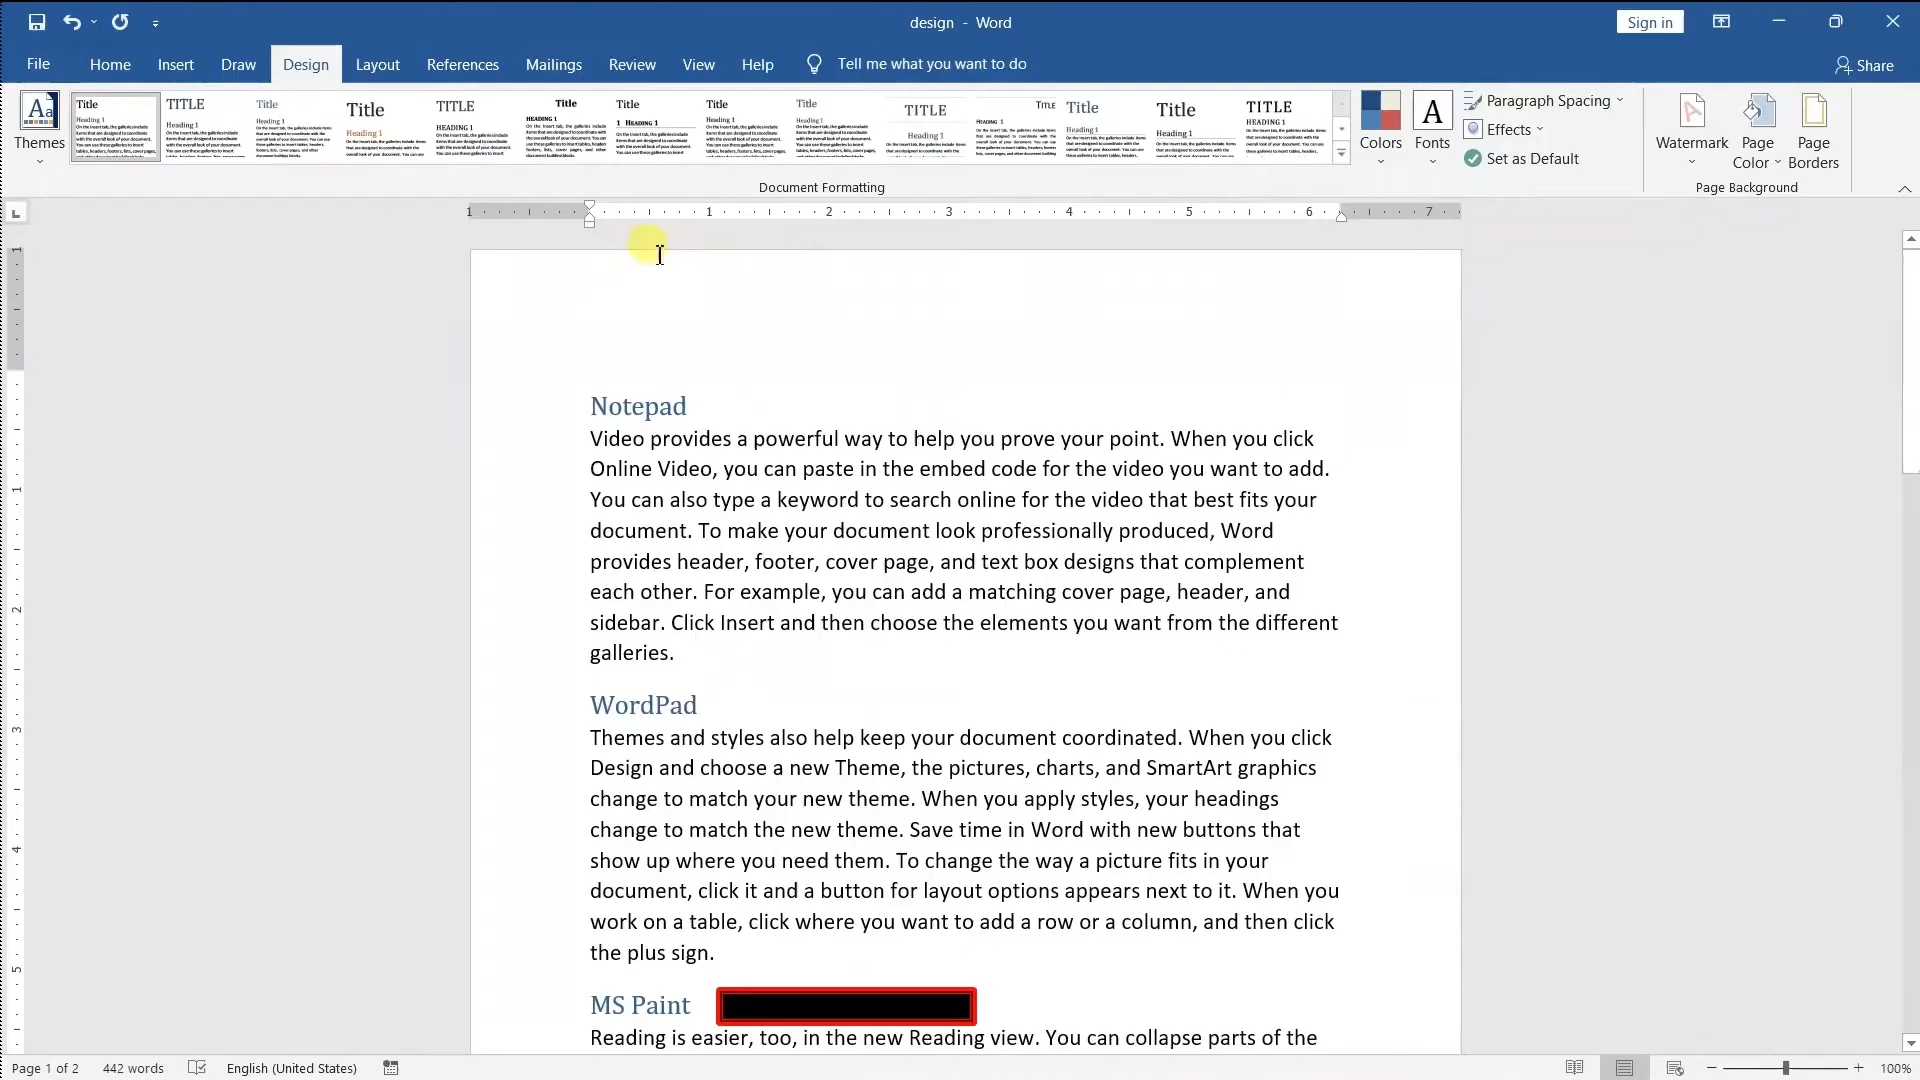 design - Word
Sign in
File Home Insert Draw Design Layout References Mailings Review View Help Tell me what you want to do
Share
Themes
Title
Heading 1
TITLE
Heading 1
Title
Heading 1
Title
Heading 1
TITLE
HEADING 1
Title
HEADING 1
Title
1 HEADING 1
Title
Heading 1
Title
Heading 1
TITLE
Heading 1
TITLE
HEADING 1
Title
Heading 1
Title
Heading 1
TITLE
HEADING 1
Colors
Fonts
Paragraph Spacing
Effects
Set as Default
Watermark
Page Color
Page Borders
Document Formatting
Page Background
1 1 2 3 4 5 6 7
Notepad
Video provides a powerful way to help you prove your point. When you click
Online Video, you can paste in the embed code for the video you want to add.
You can also type a keyword to search online for the video that best fits your
document. To make your document look professionally produced, Word
provides header, footer, cover page, and text box designs that complement
each other. For example, you can add a matching cover page, header, and
sidebar. Click Insert and then choose the elements you want from the different
galleries.
WordPad
Themes and styles also help keep your document coordinated. When you click
Design and choose a new Theme, the pictures, charts, and SmartArt graphics
change to match your new theme. When you apply styles, your headings
change to match the new theme. Save time in Word with new buttons that
show up where you need them. To change the way a picture fits in your
document, click it and a button for layout options appears next to it. When you
work on a table, click where you want to add a row or a column, and then click
the plus sign.
MS Paint
Reading is easier, too, in the new Reading view. You can collapse parts of the
Page 1 of 2 442 words English (United States)
100%